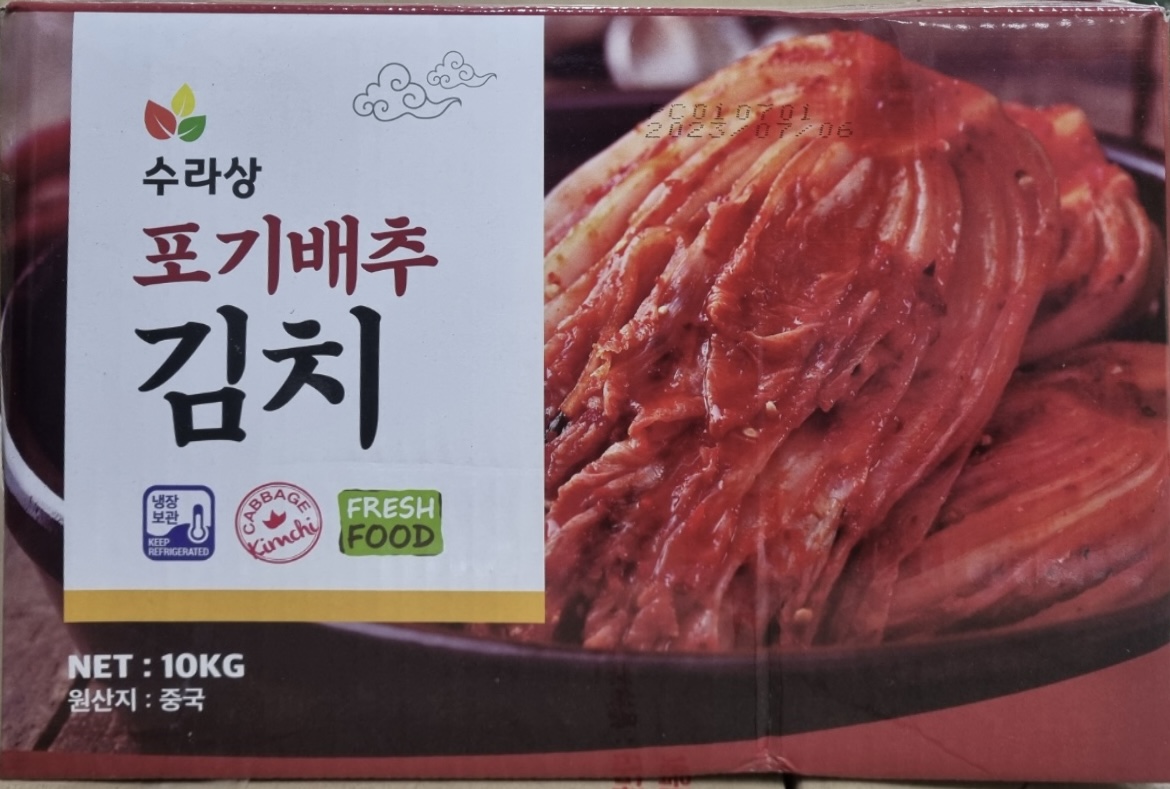 수라상
포기배추
김치
냉장
보관
KEEP
REFRIGERATED
CABBAGE
Kimchi
FRESH
FOOD
NET : 10KG
원산지 : 중국
2023/07/06